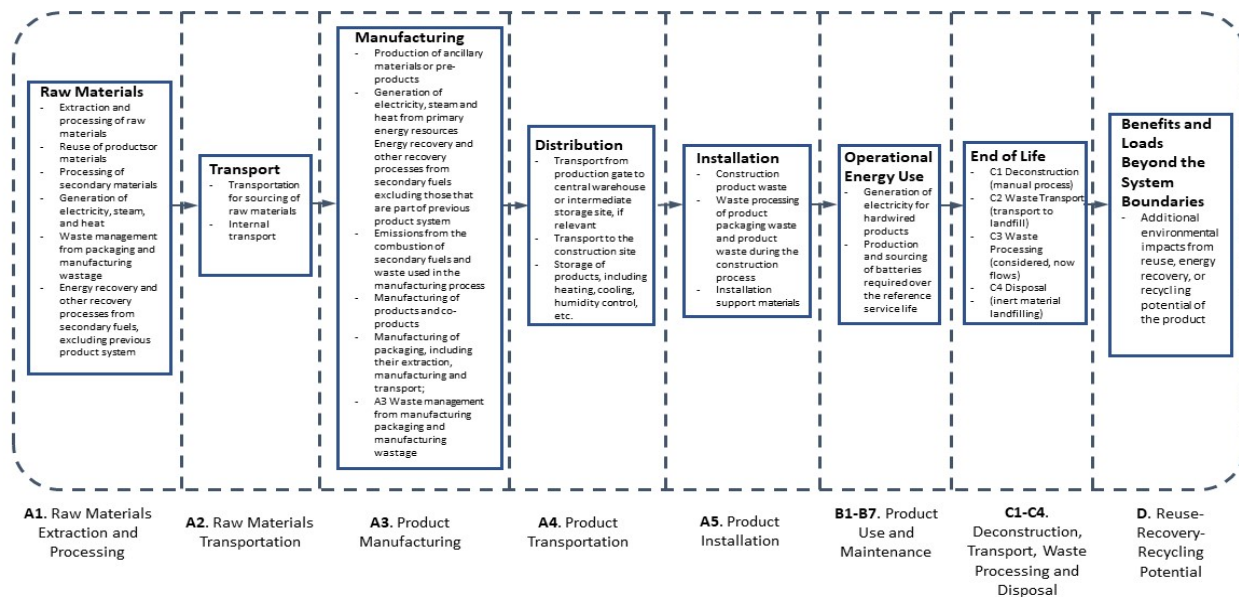 Raw Materials
- Extraction and
processing of raw
materials
- Reuse of productsor
materials
- Processing of
secondary materials
- Generation of
electricity, steam,
and heat
- Waste management
from packaging and
manufacturing
wastage
- Energy recovery and
other recovery
processes from
secondary fuels,
excluding previous
product system
Transport
- Transportation
for sourcing of
raw materials
- Internal
transport
Manufacturing
- Production of ancillary
materials or pre-
products
- Generation of
electricity, steam and
heat from primary
energy resources
Energy recovery and
other recovery
processes from
secondary fuels
excluding those that
are part of previous
product system
- Emissions from the
combustion of
secondary fuels and
waste used in the
manufacturing process
- Manufacturing of
products and co-
products
- Manufacturing of
packaging, including
their extraction,
manufacturing and
transport;
- A3 Waste management
from manufacturing
packaging and
manufacturing
wastage
Distribution
- Transport from
production gate to
central warehouse
or intermediate
storage site, if
relevant
- Transport to the
construction site
- Storage of
products, including
heating, cooling,
humidity control,
etc.
Installation
- Construction
product waste
- Waste processing
of product
packaging waste
and product
waste during the
construction
process
- Installation
support materials
Operational
Energy Use
- Generation of
electricity for
hardwired
products
- Production
and sourcing
of batteries
required over
the reference
service life
End of Life
- C1 Deconstruction
(manual process)
- C2 Waste Transport
(transport to
landfill)
- C3 Waste
Processing
(considered, now
flows)
- C4 Disposal
- (inert material
landfilling)
Benefits and
Loads
Beyond the
System
Boundaries
- Additional
environmental
impacts from
reuse, energy
recovery, or
recycling
potential of
the product
A1. Raw Materials
Extraction and
Processing
A2. Raw Materials
Transportation
A3. Product
Manufacturing
A4. Product
Transportation
A5. Product
Installation
B1-B7. Product
Use and
Maintenance
C1-C4.
Deconstruction,
Transport, Waste
Processing and
Disposal
D. Reuse-
Recovery-
Recycling
Potential